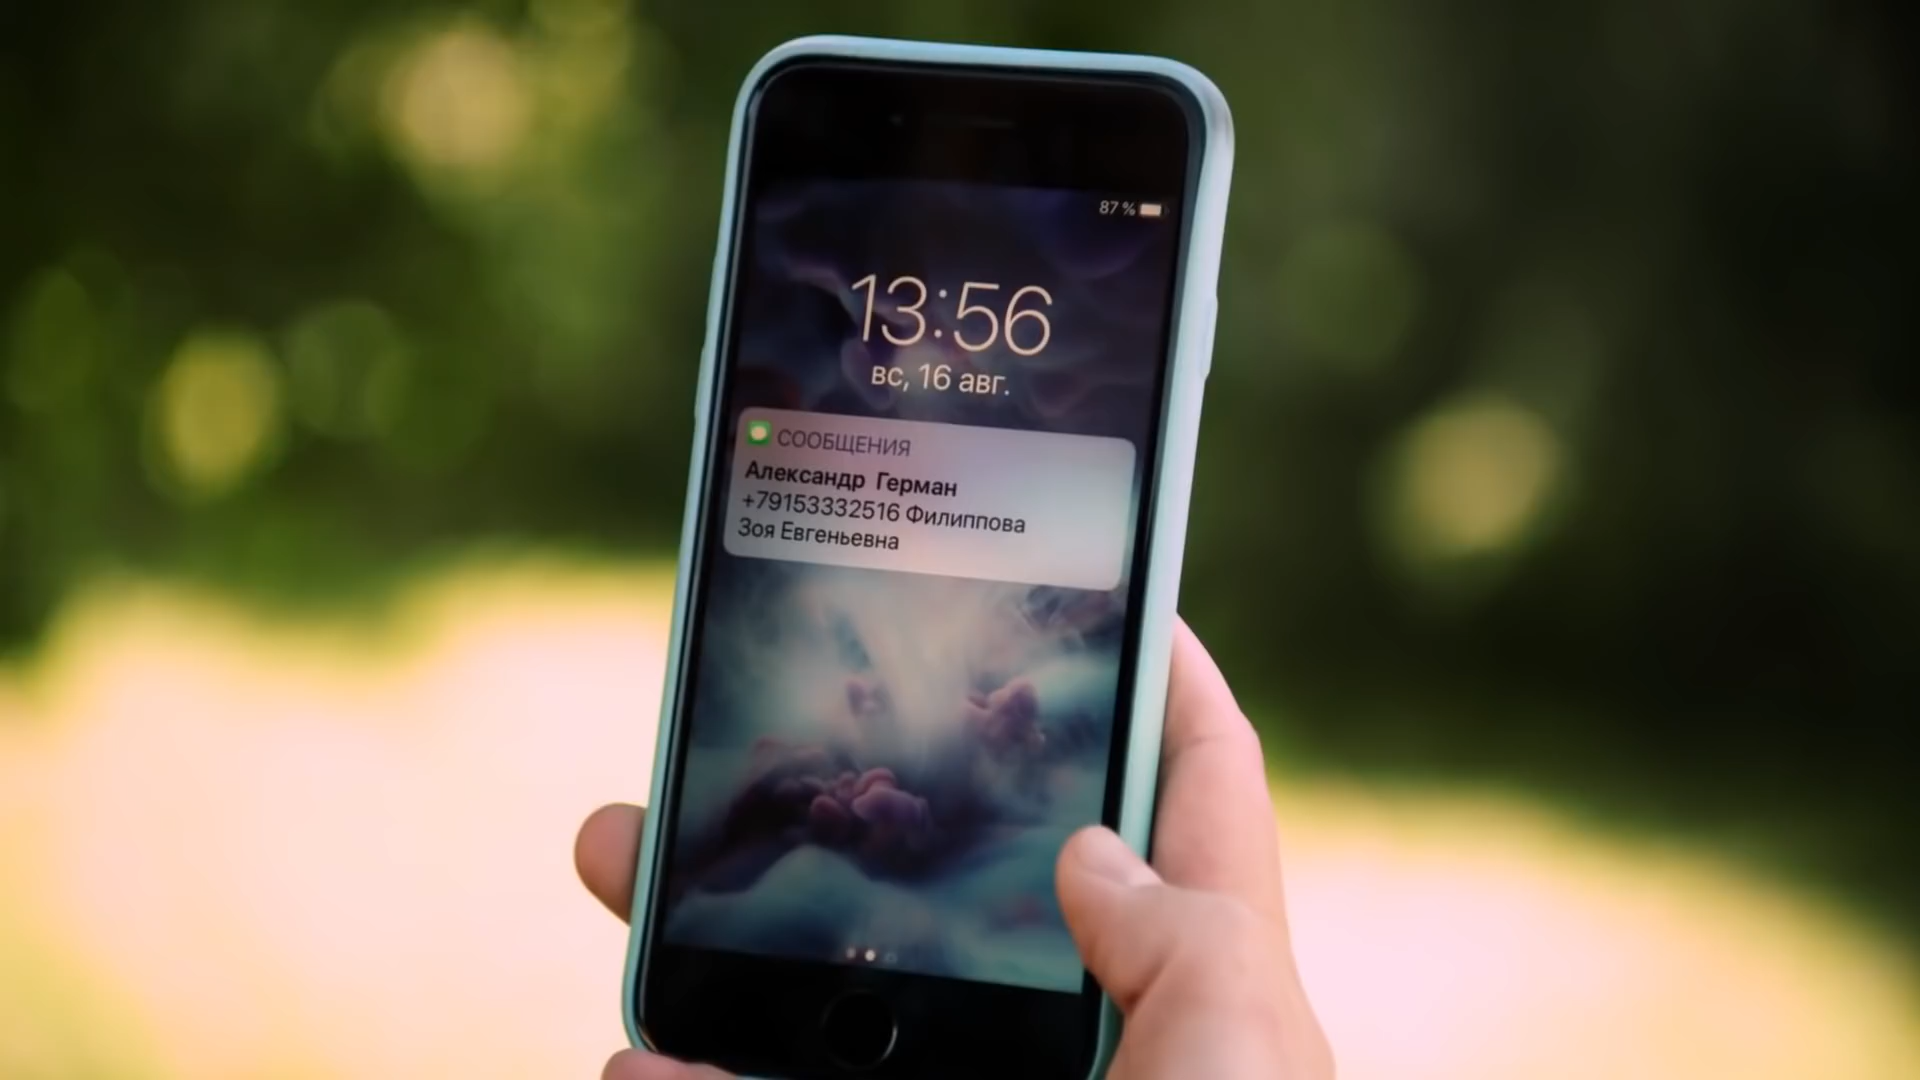 87 %
13:56
вс, 16 авг.
СООБЩЕНИЯ
Александр Герман
+79153332516 Филиппова
Зоя Евгеньевна